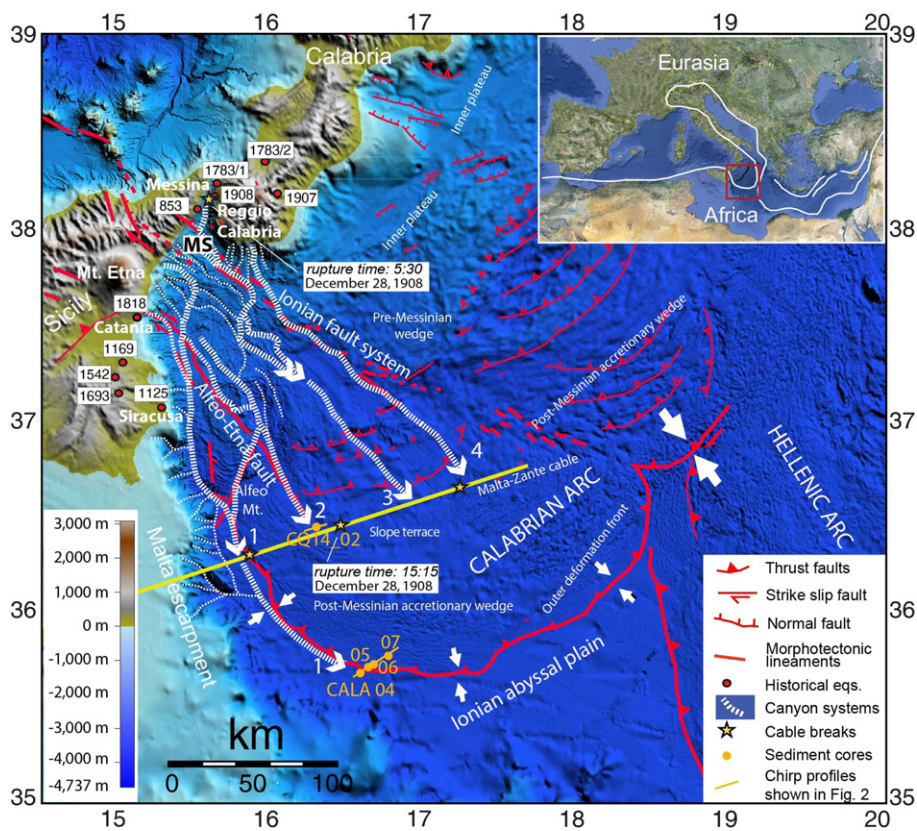 15 16 17 18 19 20
39
38
37
36
35
39
38
37
36
35
15 16 17 18 19 20
Calabria
Eurasia
Africa
Inner plateau
Inner plateau
1783/2
1783/1
Messina
1908
1907
853
Reggio
Calabria
MS
Mt. Etna
rupture time: 5:30
December 28, 1908
Sicily
1818
Catania
Ionian fault system
Pre-Messinian
wedge
1169
1542
1693
1125
Siracusa
Alfeo-Etna fault
Post-Messinian accretionary wedge
Alfeo
Mt.
HELLENIC ARC
4
3
2
1
Malta-Zante cable
CQ14_02
Slope terrace
CALABRIAN ARC
Outer deformation front
rupture time: 15:15
December 28, 1908
Post-Messinian accretionary wedge
Malta escarpment
1
05
07
06
CALA 04
Ionian abyssal plain
3,000 m
2,000 m
1,000 m
0 m
-1,000 m
-2,000 m
-3,000 m
-4,000 m
-4,737 m
km
0 50 100
Thrust faults
Strike slip fault
Normal fault
Morphotectonic
lineaments
Historical eqs.
Canyon systems
Cable breaks
Sediment cores
Chirp profiles
shown in Fig. 2